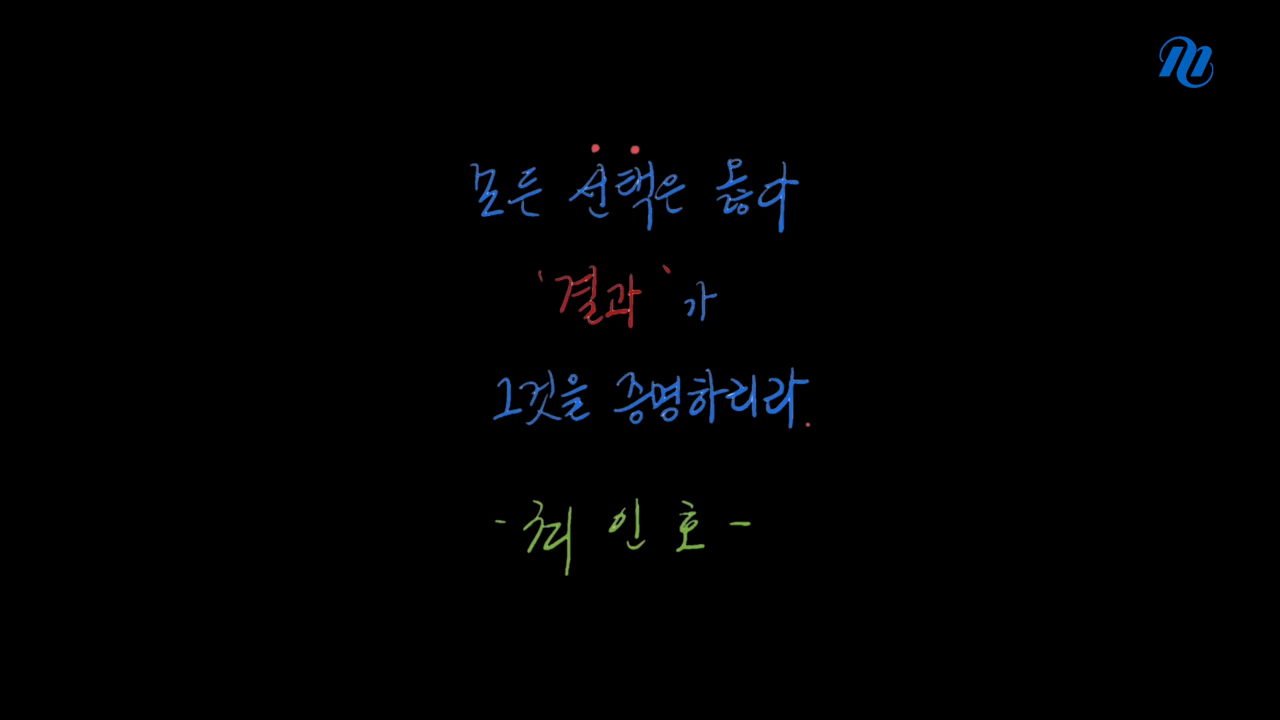 모든 선택은 옳다
'결과'가
그것을 증명하리라.
- 최 인 호 -